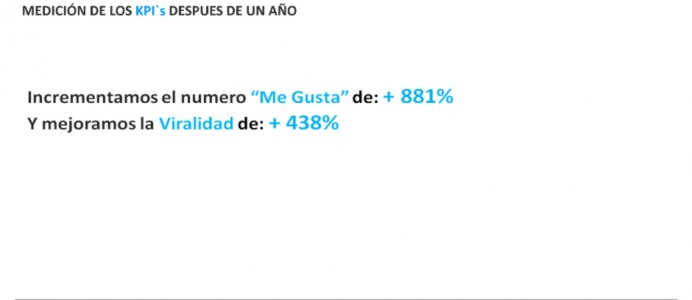 MEDICIÓN DE LOS KPI`s DESPUES DE UN AÑO
Incrementamos el numero “Me Gusta” de: + 881%
Y mejoramos la Viralidad de: + 438%